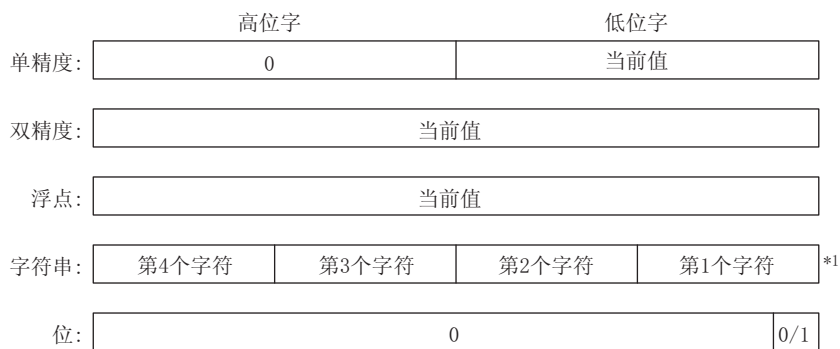 高位字 低位字
单精度: 0 当前值
双精度: 当前值
浮点: 当前值
字符串: 第4个字符 第3个字符 第2个字符 第1个字符 *1
位: 0 0/1